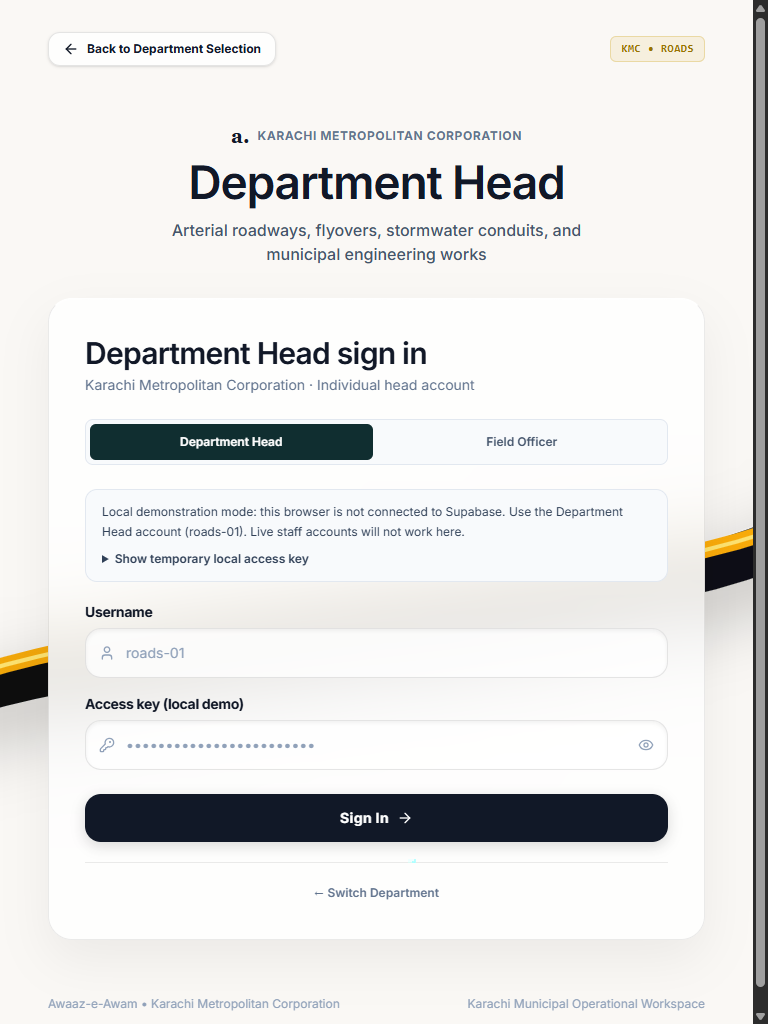 Back to Department Selection
KMC • ROADS
a. KARACHI METROPOLITAN CORPORATION
Department Head
Arterial roadways, flyovers, stormwater conduits, and
municipal engineering works
Department Head sign in
Karachi Metropolitan Corporation · Individual head account
Department Head
Field Officer
Local demonstration mode: this browser is not connected to Supabase. Use the Department
Head account (roads-01). Live staff accounts will not work here.
Show temporary local access key
Username
roads-01
Access key (local demo)
Sign In →
← Switch Department
Awaaz-e-Awam • Karachi Metropolitan Corporation
Karachi Municipal Operational Workspace